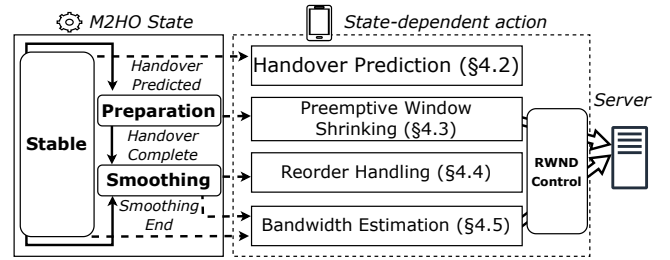 M2HO State
State-dependent action
Handover
Predicted
Handover Prediction (§4.2)
Preparation
Preemptive Window
Shrinking (§4.3)
Server
Stable
Handover
Complete
RWND
Control
Smoothing
Reorder Handling (§4.4)
Smoothing
End
Bandwidth Estimation (§4.5)